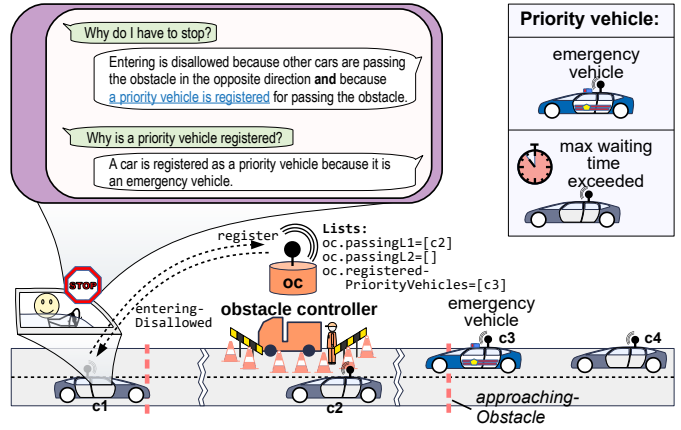 Why do I have to stop?
Entering is disallowed because other cars are passing
the obstacle in the opposite direction and because
a priority vehicle is registered for passing the obstacle.
Why is a priority vehicle registered?
A car is registered as a priority vehicle because it is
an emergency vehicle.
Priority vehicle:
emergency
vehicle
max waiting
time
exceeded
register
Lists:
oc.passingL1=[c2]
oc.passingL2=[]
oc.registered-
PriorityVehicles=[c3]
oc
STOP
entering-
Disallowed
obstacle controller
emergency
vehicle
c3
c4
c1
c2
approaching-
Obstacle